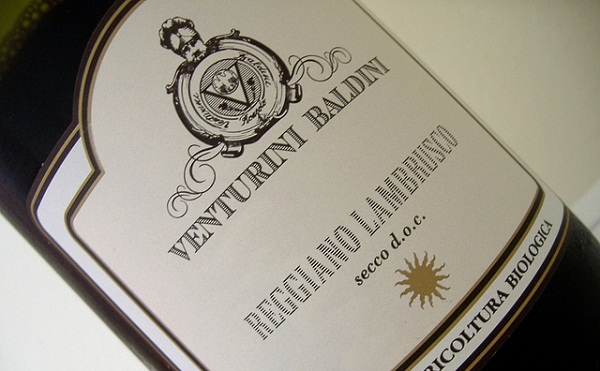 VENTURINI BALDINI
REGGIANO LAMBRUSCO
secco d.o.c.
RICOLTURA BIOLOGICA